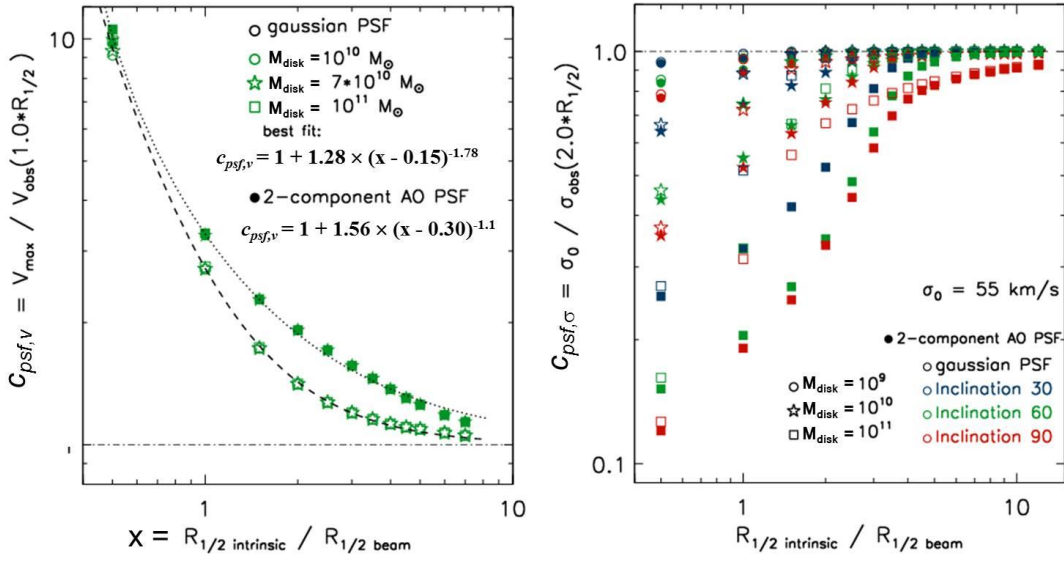 10
C_psf,v = V_max / V_obs(1.0*R_1/2)
gaussian PSF
M_disk = 10^10 M_⊙
M_disk = 7*10^10 M_⊙
M_disk = 10^11 M_⊙
best fit:
c_psf,v = 1 + 1.28 × (x - 0.15)^-1.78
2-component AO PSF
c_psf,v = 1 + 1.56 × (x - 0.30)^-1.1
1
10
x = R_1/2 intrinsic / R_1/2 beam
1.0
0.1
C_psf,σ = σ_0 / σ_obs(2.0*R_1/2)
σ_0 = 55 km/s
2-component AO PSF
gaussian PSF
M_disk = 10^9
Inclination 30
M_disk = 10^10
Inclination 60
M_disk = 10^11
Inclination 90
1
10
R_1/2 intrinsic / R_1/2 beam